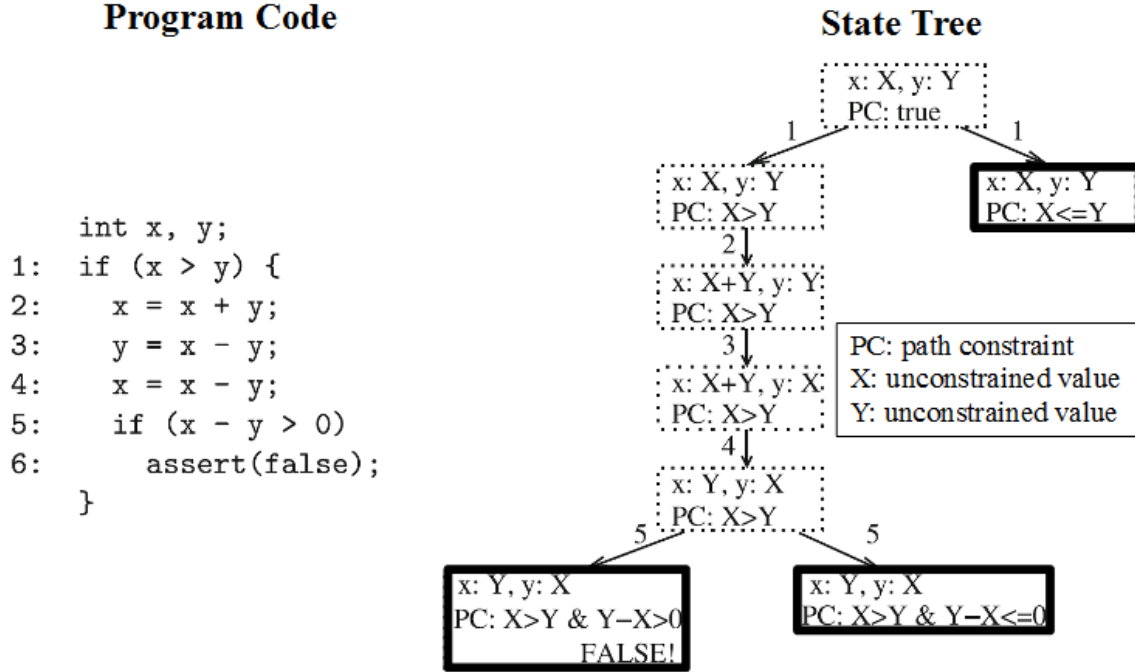 Program Code
int x, y;
1: if (x > y) {
2: x = x + y;
3: y = x - y;
4: x = x - y;
5: if (x - y > 0)
6: assert(false);
}
State Tree
x: X, y: Y
PC: true
1
1
x: X, y: Y
PC: X>Y
x: X, y: Y
PC: X<=Y
2
x: X+Y, y: Y
PC: X>Y
3
x: X+Y, y: X
PC: X>Y
4
x: Y, y: X
PC: X>Y
5
5
x: Y, y: X
PC: X>Y & Y−X>0
FALSE!
x: Y, y: X
PC: X>Y & Y−X<=0
PC: path constraint
X: unconstrained value
Y: unconstrained value